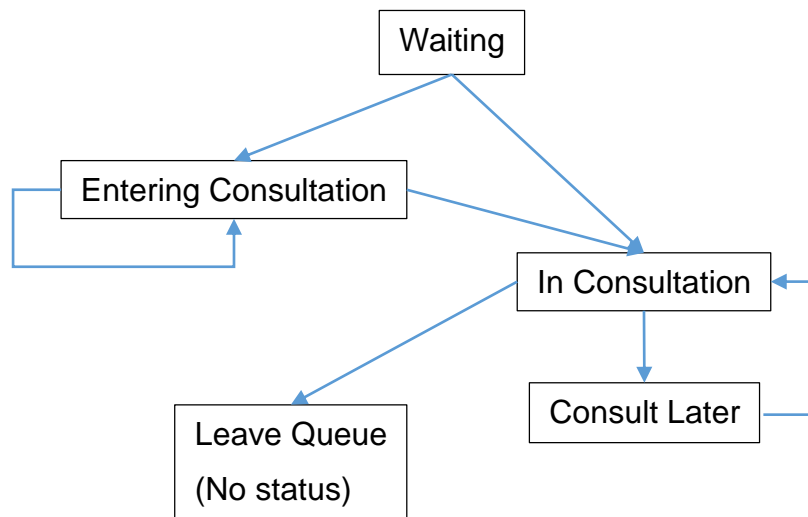 Waiting
Entering Consultation
In Consultation
Consult Later
Leave Queue
(No status)